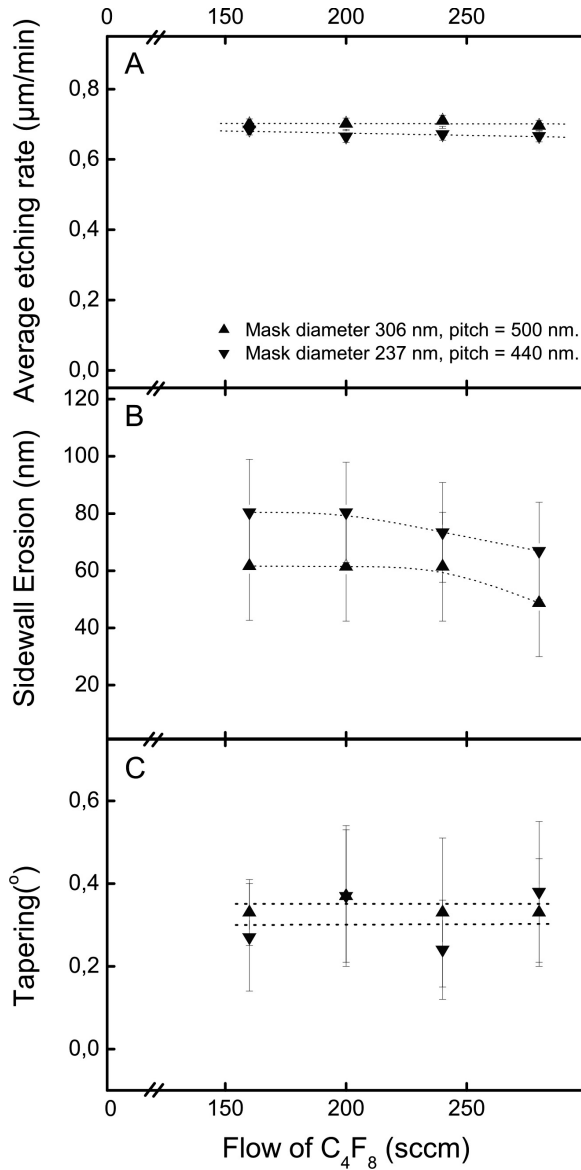 0 200 250
A
Average etching rate (µm/min)
0,8
0,6
0,4
0,2
0,0
Mask diameter 306 nm, pitch = 500 nm.
Mask diameter 237 nm, pitch = 440 nm.
B
Sidewall Erosion (nm)
120
100
80
60
40
20
C
Tapering(°)
0,6
0,4
0,2
0,0
0 150 200 250
Flow of C₄F₈ (sccm)